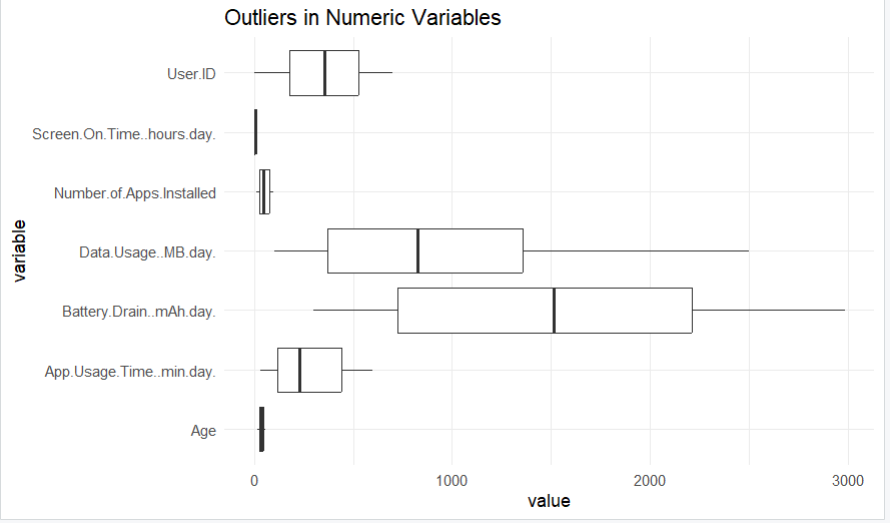 Outliers in Numeric Variables
User.ID
Screen.On.Time..hours.day.
Number.of.Apps.Installed
Data.Usage..MB.day.
Battery.Drain..mAh.day.
App.Usage.Time..min.day.
Age
variable
0 1000 2000 3000
value